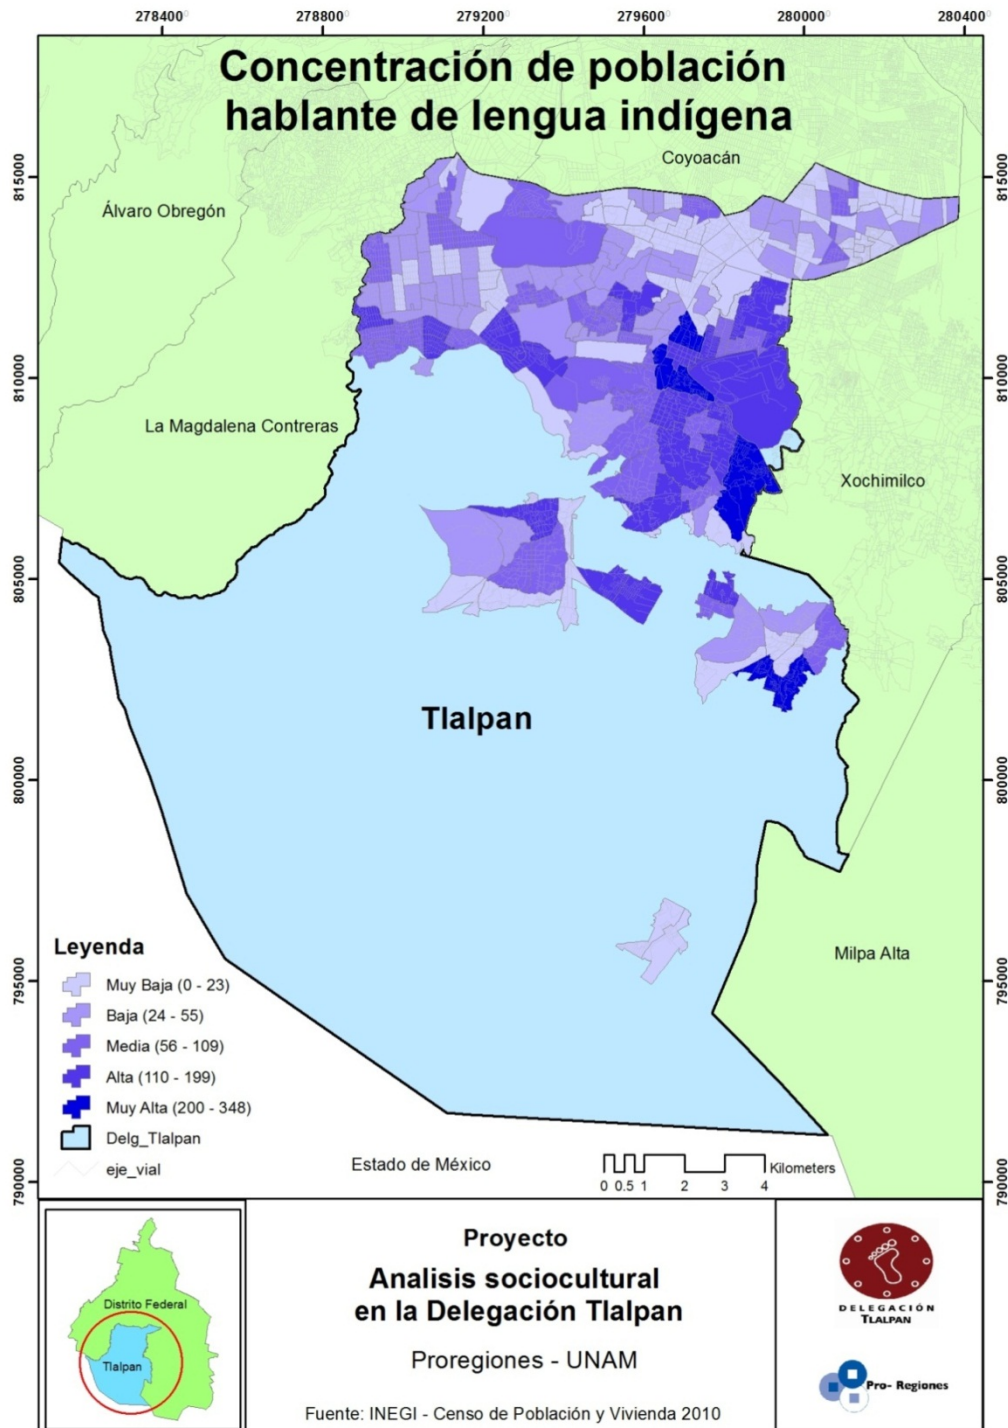 278400 278800 279200 279600 280000 280400
Concentración de población
hablante de lengua indígena
Coyoacán
815000 815000
Álvaro Obregón
810000 810000
La Magdalena Contreras
Xochimilco
805000 805000
Tlalpan
800000 800000
Milpa Alta
Leyenda
795000 795000
Muy Baja (0 - 23)
Baja (24 - 55)
Media (56 - 109)
Alta (110 - 199)
Muy Alta (200 - 348)
Delg_Tlalpan
eje_vial
Estado de México
Kilometers
0 0.5 1 2 3 4
790000 790000
Distrito Federal
Tlalpan
Proyecto
Analisis sociocultural
en la Delegación Tlalpan
Proregiones - UNAM
Fuente: INEGI - Censo de Población y Vivienda 2010
DELEGACIÓN
TLALPAN
Pro- Regiones